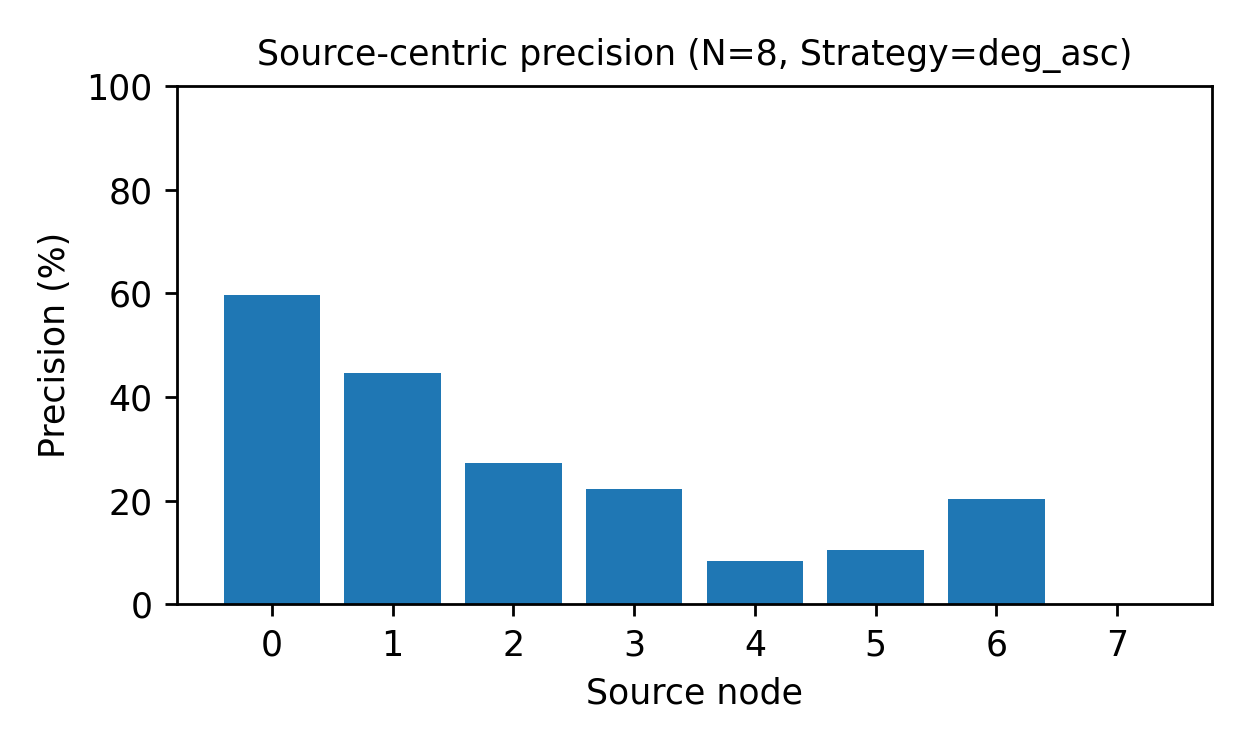 Source-centric precision (N=8, Strategy=deg_asc)
100
80
60
40
20
0
Precision (%)
0 1 2 3 4 5 6 7
Source node